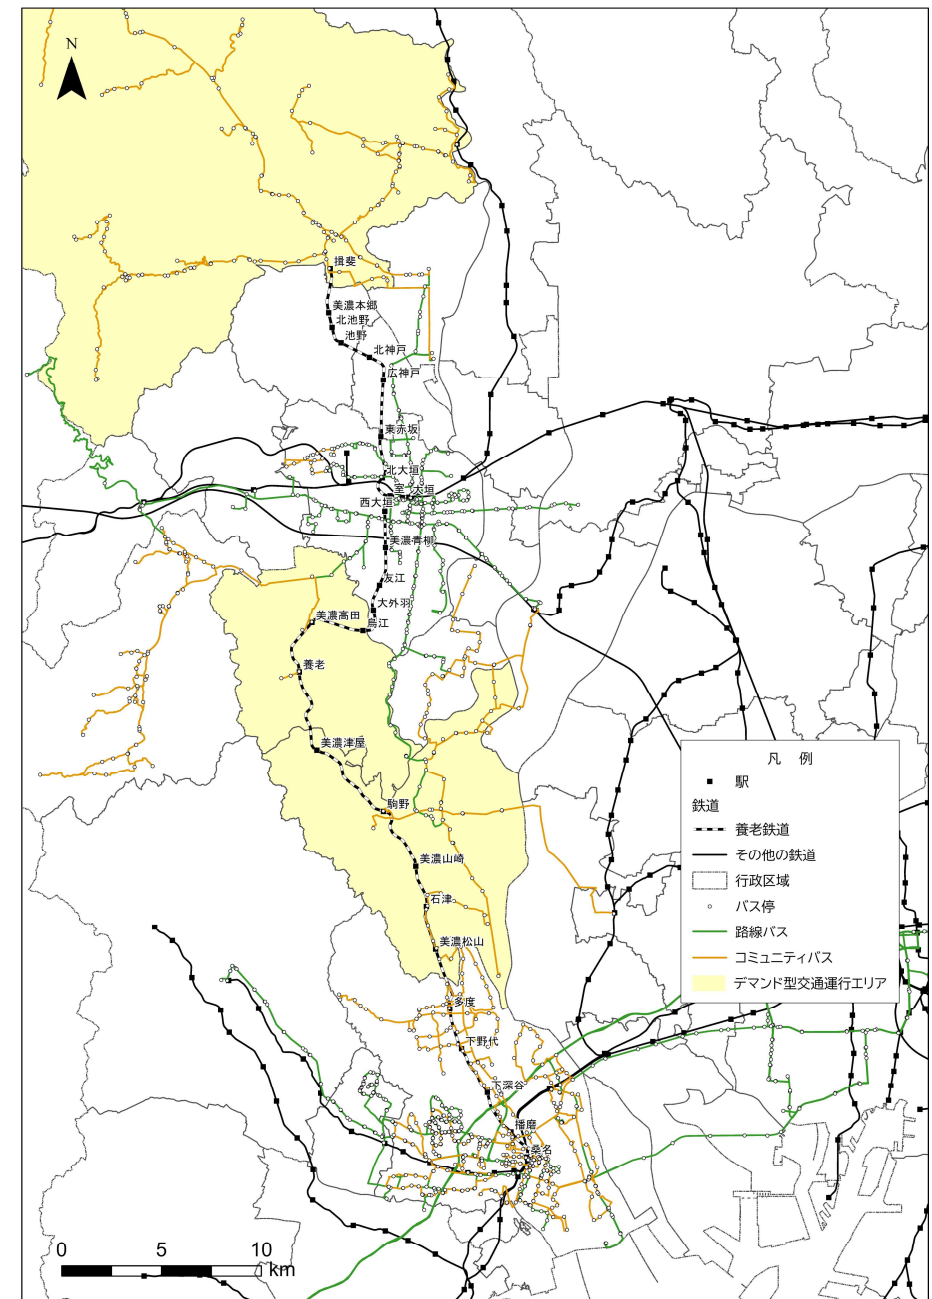 N
揖斐
美濃本郷
北池野
池野
北神戸
広神戸
東赤坂
北大垣
室
大垣
西大垣
美濃青柳
友江
大外羽
烏江
美濃高田
養老
美濃津屋
駒野
美濃山崎
石津
美濃松山
多度
下野代
下深谷
播磨
桑名
凡 例
駅
鉄道
養老鉄道
その他の鉄道
行政区域
バス停
路線バス
コミュニティバス
デマンド型交通運行エリア
0 5 10
km